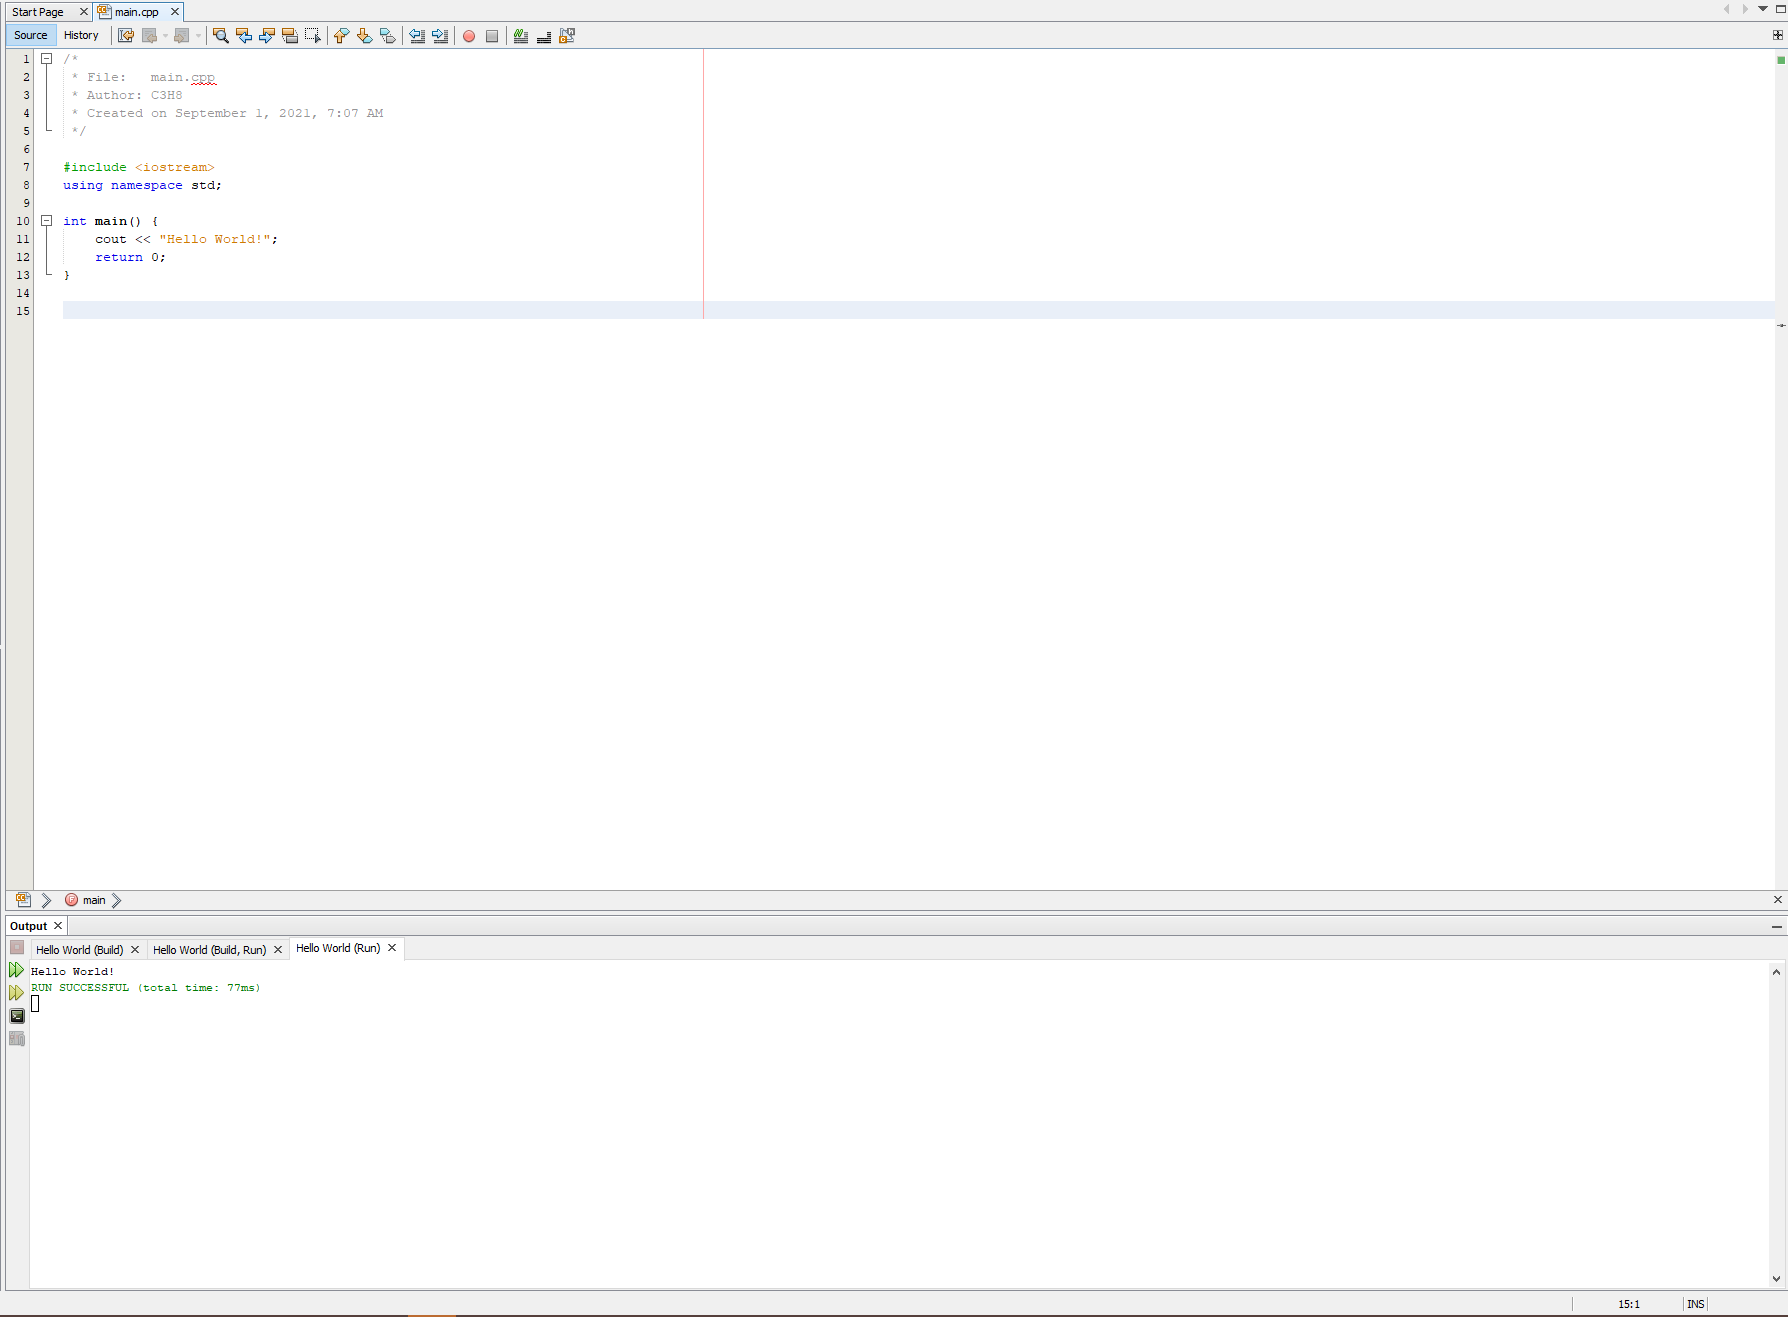 Start Page main.cpp
Source History
1 /*
2  * File:   main.cpp
3  * Author: C3H8
4  * Created on September 1, 2021, 7:07 AM
5  */
6
7 #include <iostream>
8 using namespace std;
9
10 int main() {
11     cout << "Hello World!";
12     return 0;
13 }
14
15
main
Output
Hello World (Build) Hello World (Build, Run) Hello World (Run)
Hello World!
RUN SUCCESSFUL (total time: 77ms)
15:1 INS